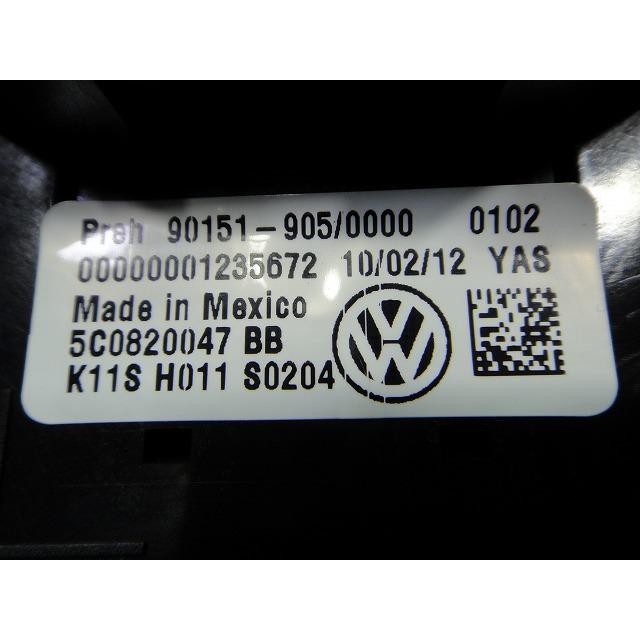 Preh 90151-905/0000 0102
00000001235672 10/02/12 YAS
Made in Mexico
5C0820047 BB
K11S H011 S0204